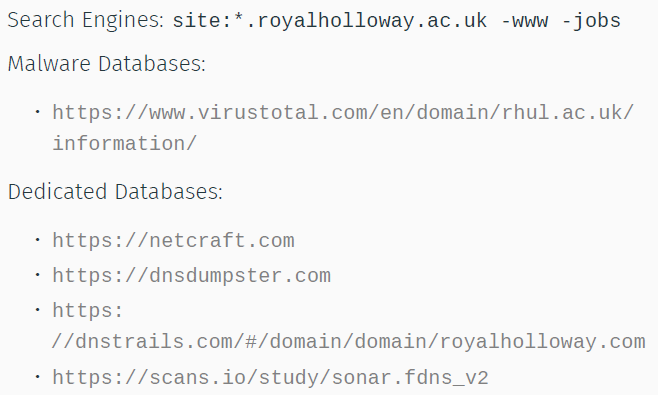 Search Engines: site:*.royalholloway.ac.uk -www -jobs
Malware Databases:
• https://www.virustotal.com/en/domain/rhul.ac.uk/
information/
Dedicated Databases:
• https://netcraft.com
• https://dnsdumpster.com
• https:
//dnstrails.com/#/domain/domain/royalholloway.com
• https://scans.io/study/sonar.fdns_v2